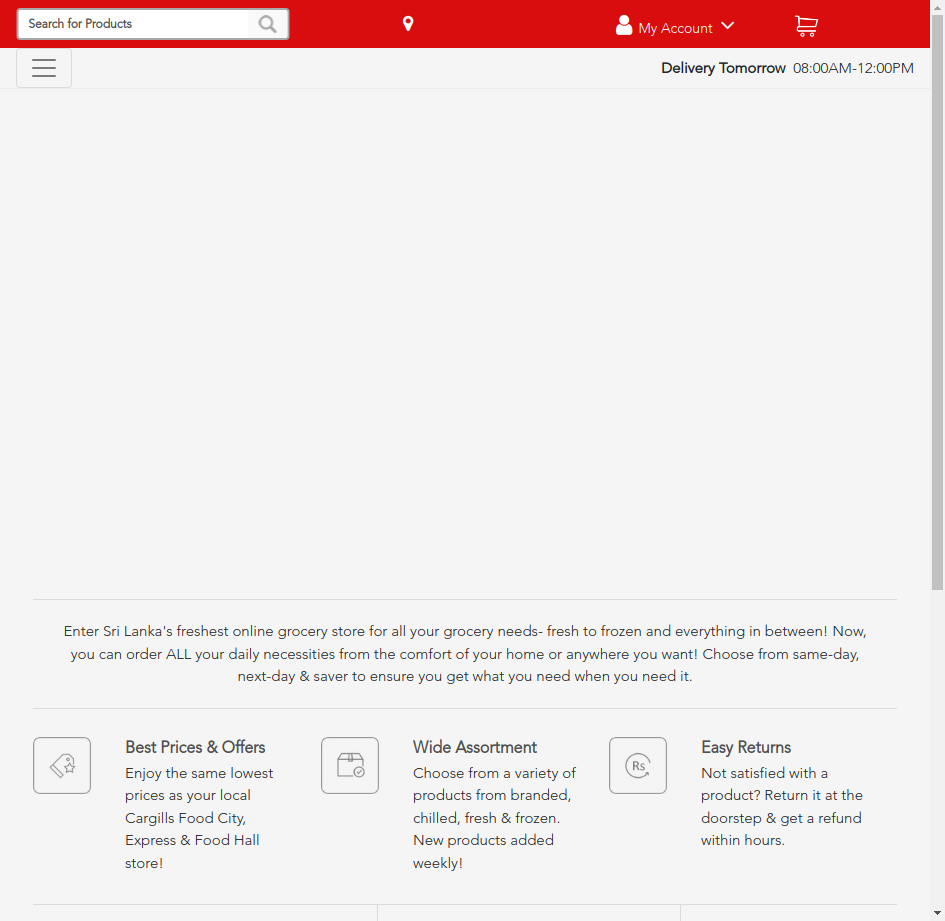 Search for Products
My Account
Delivery Tomorrow 08:00AM-12:00PM
Enter Sri Lanka's freshest online grocery store for all your grocery needs- fresh to frozen and everything in between! Now,
you can order ALL your daily necessities from the comfort of your home or anywhere you want! Choose from same-day,
next-day & saver to ensure you get what you need when you need it.
Best Prices & Offers
Enjoy the same lowest
prices as your local
Cargills Food City,
Express & Food Hall
store!
Wide Assortment
Choose from a variety of
products from branded,
chilled, fresh & frozen.
New products added
weekly!
Rs
Easy Returns
Not satisfied with a
product? Return it at the
doorstep & get a refund
within hours.